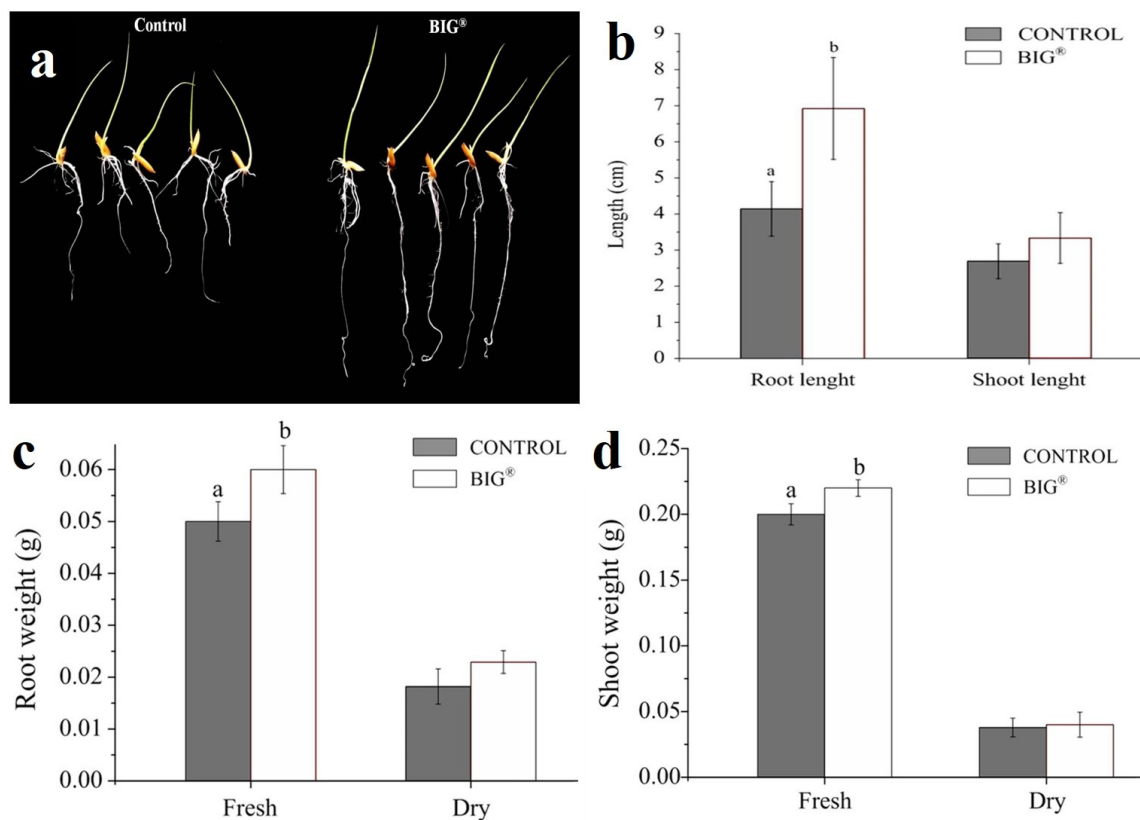 a
Control
BIG®
b
CONTROL
BIG®
Length (cm)
9
8
7
6
5
4
3
2
1
0
a
b
Root lenght
Shoot lenght
c
CONTROL
BIG®
Root weight (g)
0.06
0.05
0.04
0.03
0.02
0.01
0.00
a
b
Fresh
Dry
d
CONTROL
BIG®
Shoot weight (g)
0.25
0.20
0.15
0.10
0.05
0.00
a
b
Fresh
Dry